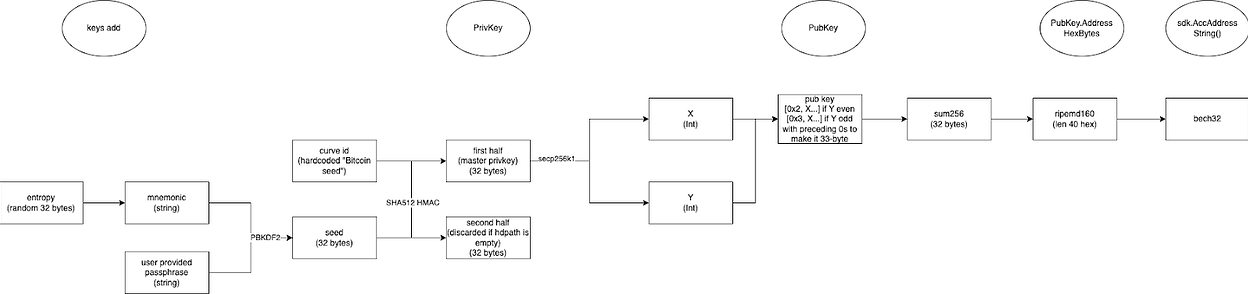 keys add
PrivKey
PubKey
PubKey.Address
HexBytes
sdk.AccAddress
String()
entropy
(random 32 bytes)
mnemonic
(string)
user provided
passphrase
(string)
PBKDF2
curve id
(hardcoded "Bitcoin
seed")
seed
(32 bytes)
SHA512 HMAC
first half
(master privkey)
(32 bytes)
second half
(discarded if hdpath is
empty)
(32 bytes)
secp256k1
X
(Int)
Y
(Int)
pub key
[0x2, X...] if Y even
[0x3, X...] if Y odd
with preceding 0s to
make it 33-byte
sum256
(32 bytes)
ripemd160
(len 40 hex)
bech32